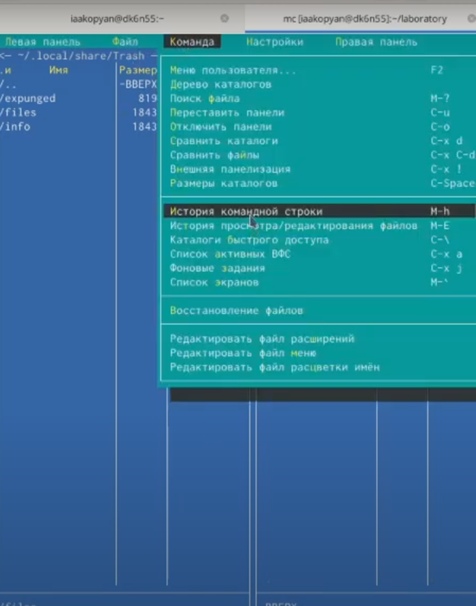 iaakopyan@dk6n55:~
mc [iaakopyan@dk6n55]:~/laboratory
Левая панель Файл Команда Настройки Правая панель
<— ~/.local/share/Trash —
.и Имя Размер
/.. -ВВЕРХ
/expunged 819
/files 1843
/info 1843
Меню пользователя... F2
Дерево каталогов
Поиск файла M-?
Переставить панели C-u
Отключить панели C-o
Сравнить каталоги C-x d
Сравнить файлы C-x C-d
Внешняя панелизация C-x !
Размеры каталогов C-Space
История командной строки M-h
История просмотра/редактирования файлов M-E
Каталоги быстрого доступа C-\
Список активных ВФС C-x a
Фоновые задания C-x j
Список экранов M-`
Восстановление файлов
Редактировать файл расширений
Редактировать файл меню
Редактировать файл расцветки имён